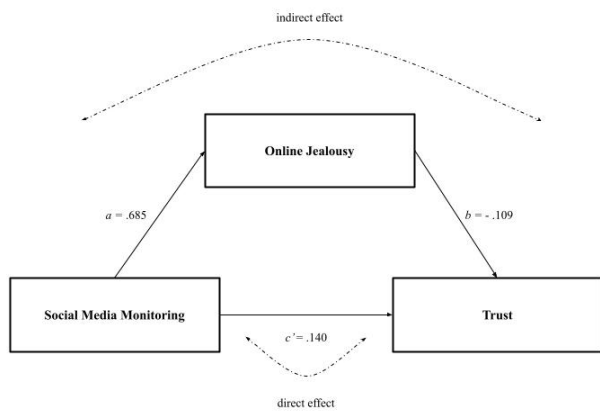 indirect effect
Online Jealousy
a = .685
b = - .109
Social Media Monitoring
Trust
c' = .140
direct effect